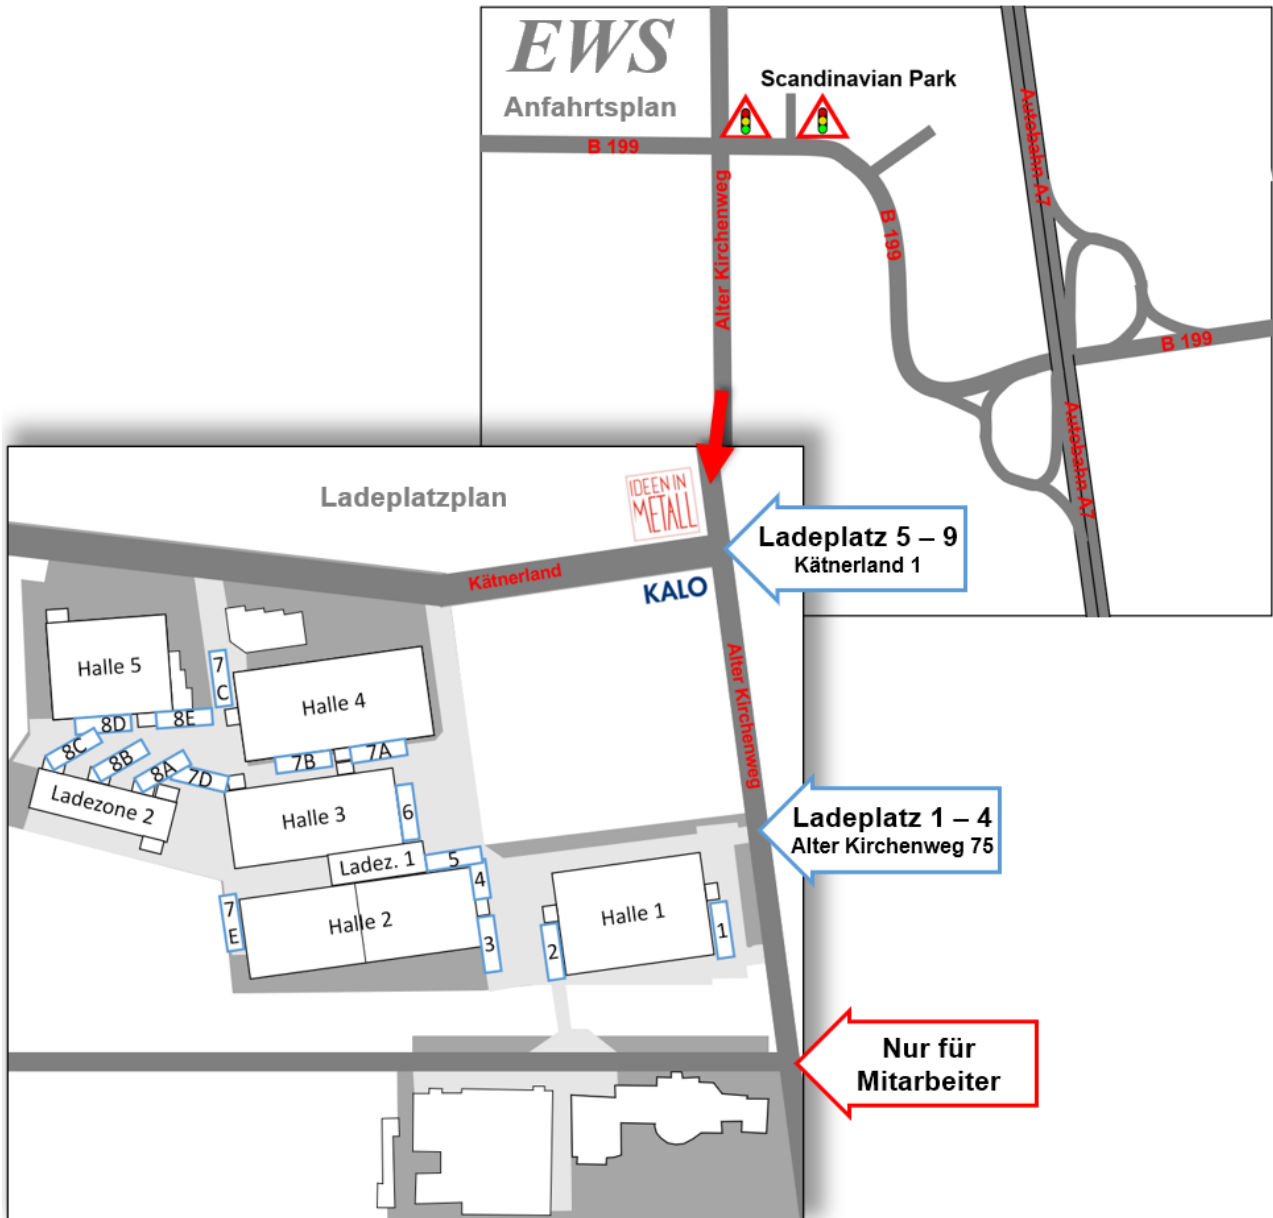 EWS
Anfahrtsplan
Scandinavian Park
B 199
Alter Kirchenweg
B 199
Autobahn A7
B 199
Autobahn A7
Ladeplatzplan
IDEEN IN
METALL
Ladeplatz 5 – 9
Kätnerland 1
Kätnerland
KALO
Alter Kirchenweg
Halle 5
7
C
Halle 4
8D
8E
8C
8B
8A
7D
7B
7A
Ladezone 2
Halle 3
6
Ladeplatz 1 – 4
Alter Kirchenweg 75
Ladez. 1
5
4
7
E
Halle 2
3
Halle 1
2
1
Nur für
Mitarbeiter